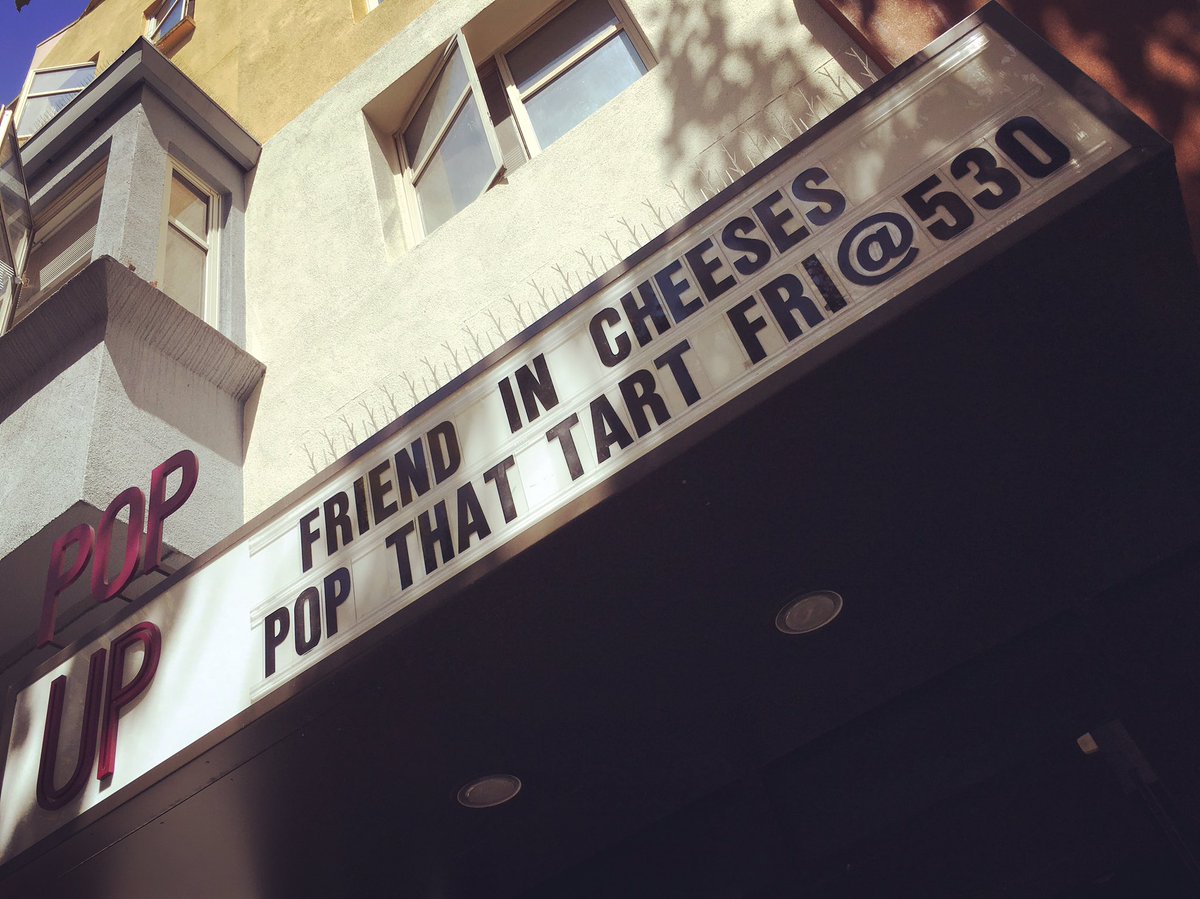 POP
UP
FRIEND IN CHEESES
POP THAT TART FRI@530